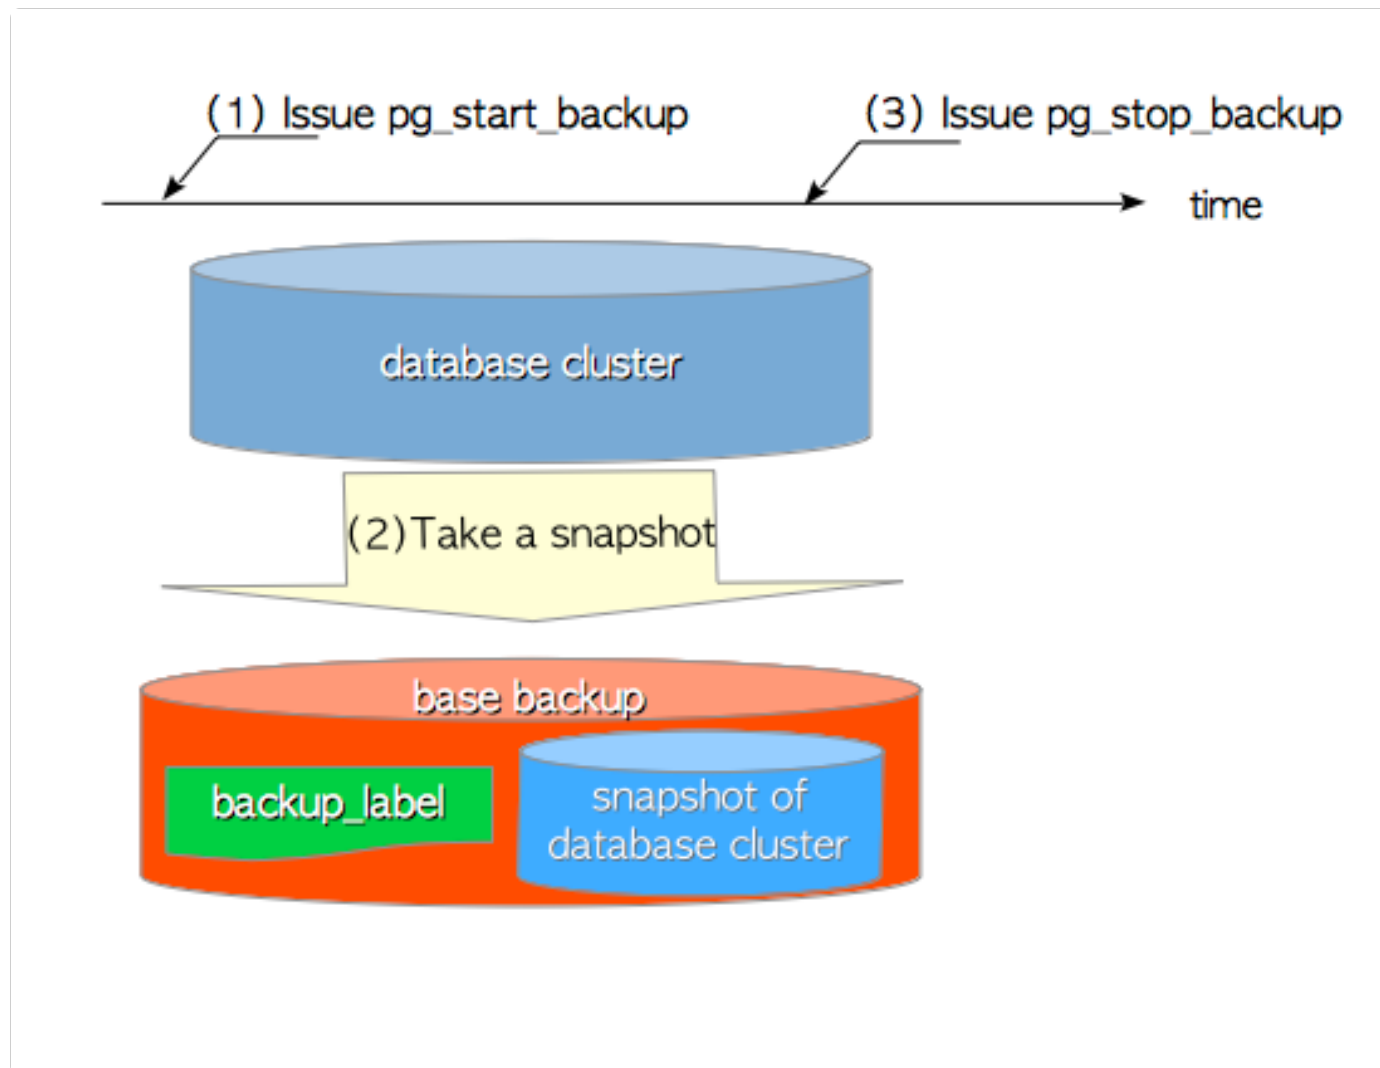 (1) Issue pg_start_backup
(3) Issue pg_stop_backup
time
database cluster
(2)Take a snapshot
base backup
backup_label
snapshot of
database cluster